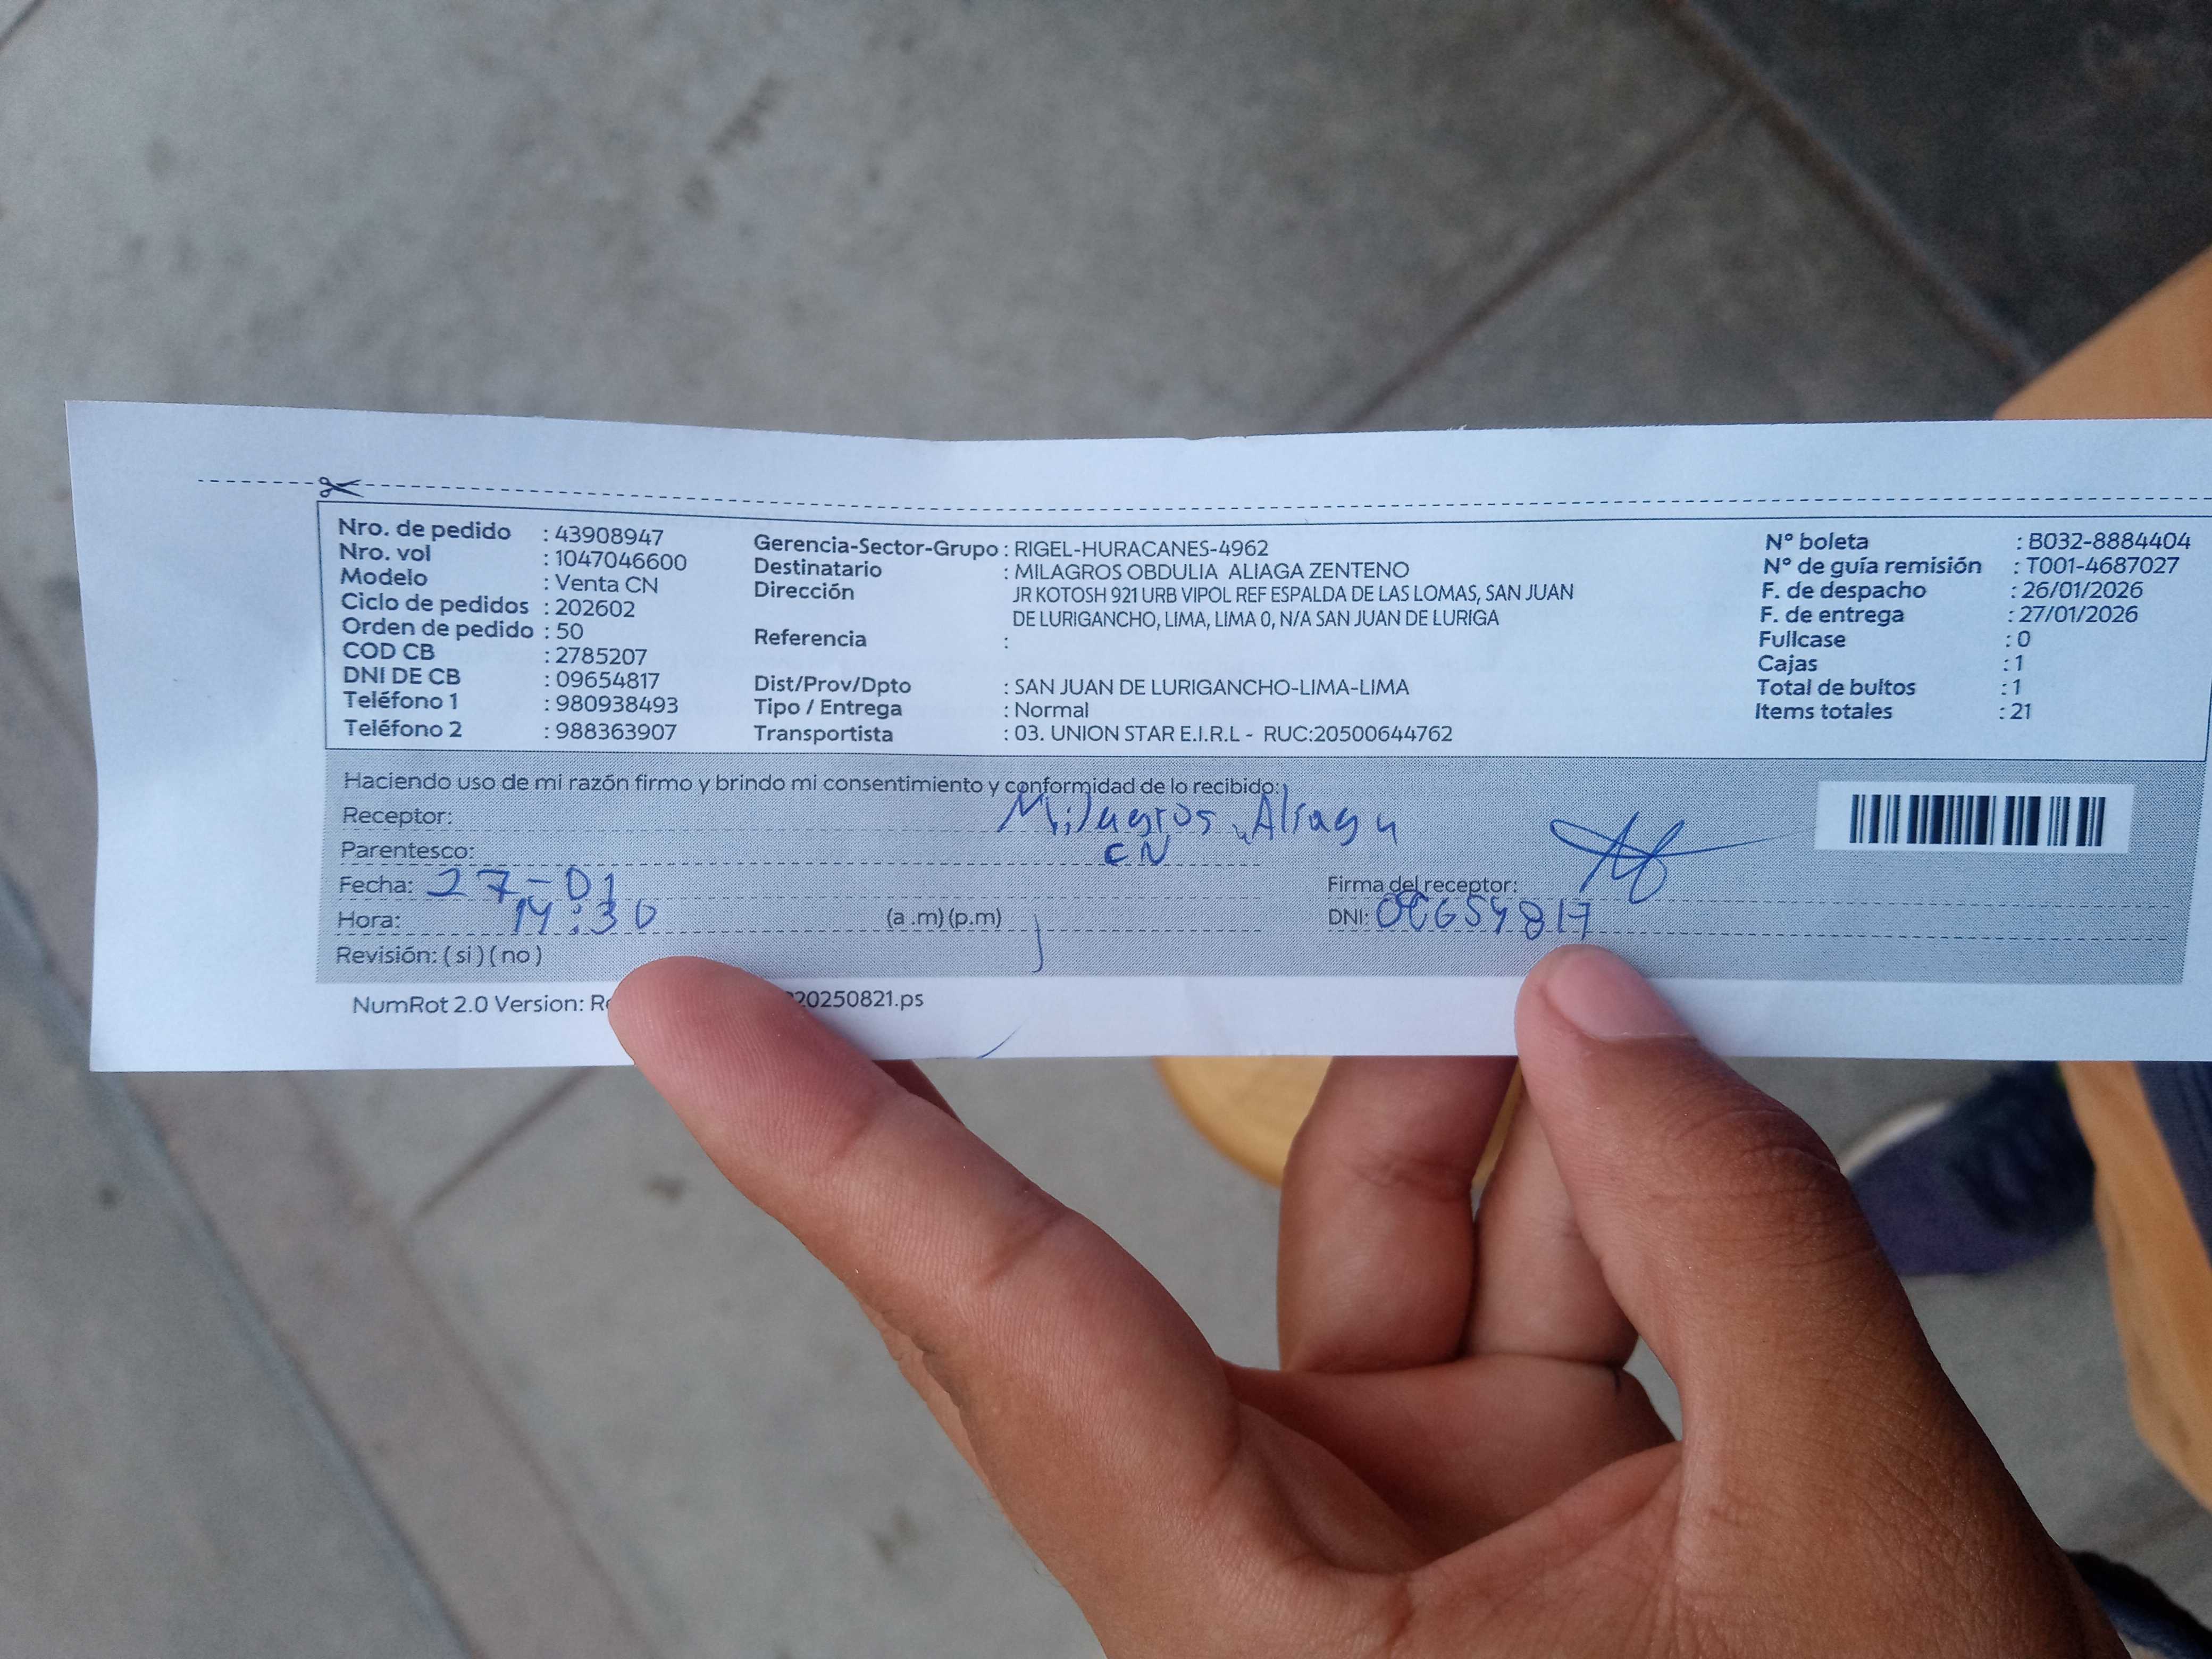 Nro. de pedido : 43908947
Nro. vol : 1047046600
Modelo : Venta CN
Ciclo de pedidos : 202602
Orden de pedido : 50
COD CB : 2785207
DNI DE CB : 09654817
Teléfono 1 : 980938493
Teléfono 2 : 988363907
Gerencia-Sector-Grupo : RIGEL-HURACANES-4962
Destinatario : MILAGROS OBDULIA ALIAGA ZENTENO
Dirección JR KOTOSH 921 URB VIPOL REF ESPALDA DE LAS LOMAS, SAN JUAN
DE LURIGANCHO, LIMA, LIMA 0, N/A SAN JUAN DE LURIGA
Referencia :
Dist/Prov/Dpto : SAN JUAN DE LURIGANCHO-LIMA-LIMA
Tipo / Entrega : Normal
Transportista : 03. UNION STAR E.I.R.L - RUC:20500644762
N° boleta : B032-8884404
N° de guía remisión : T001-4687027
F. de despacho : 26/01/2026
F. de entrega : 27/01/2026
Fullcase : 0
Cajas : 1
Total de bultos : 1
Items totales : 21
Haciendo uso de mi razón firmo y brindo mi consentimiento y conformidad de lo recibido:
Receptor: Milagros Aliaga
Parentesco: CN
Fecha: 27-01
Firma del receptor:
Hora: 14:30 (a .m) (p.m)
DNI: 09654817
Revisión: ( si ) ( no )
NumRot 2.0 Version: 20250821.ps